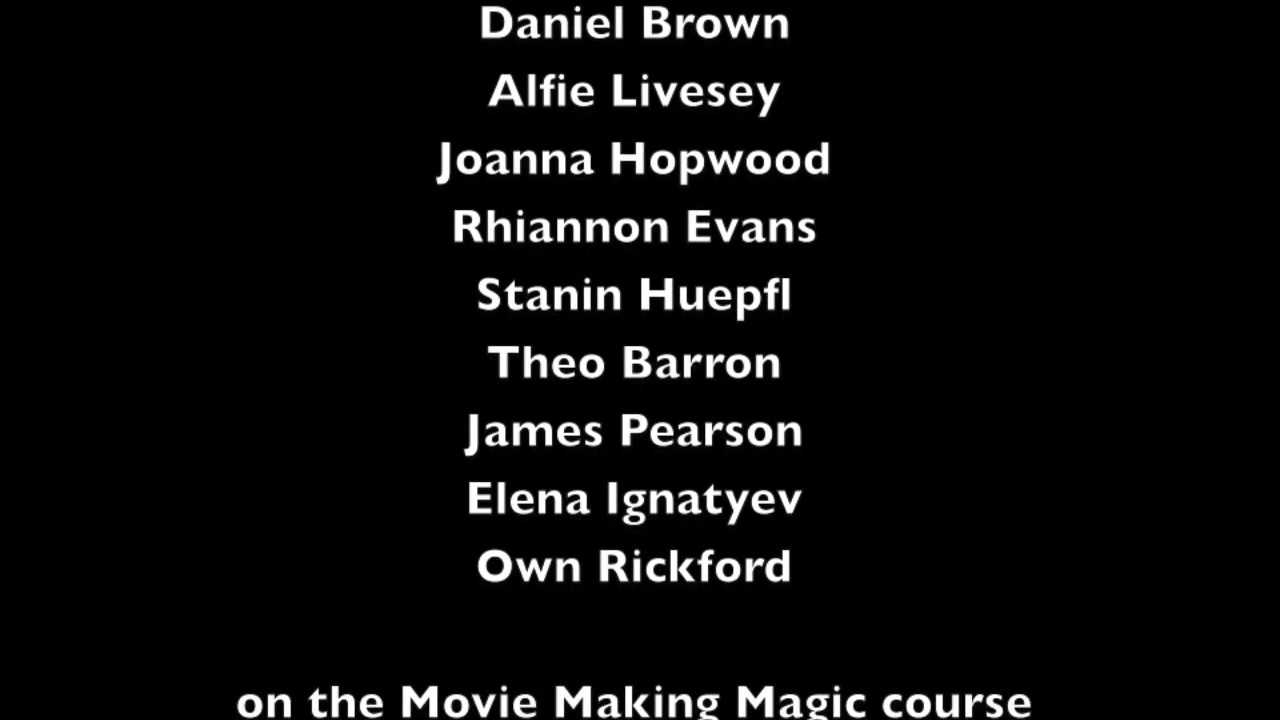 Daniel Brown
Alfie Livesey
Joanna Hopwood
Rhiannon Evans
Stanin Huepfl
Theo Barron
James Pearson
Elena Ignatyev
Own Rickford
on the Movie Making Magic course